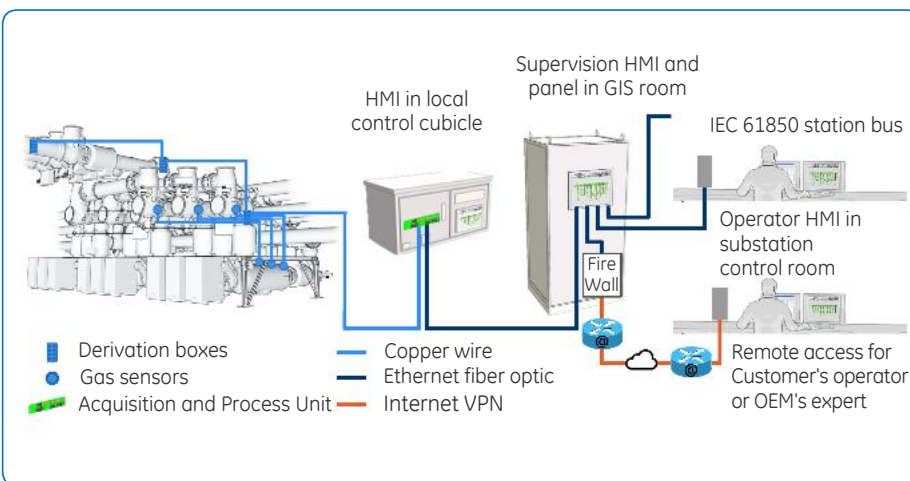 Supervision HMI and
panel in GIS room
HMI in local
control cubicle
IEC 61850 station bus
Operator HMI in
substation
control room
Fire
Wall
@
@
Remote access for
Customer's operator
or OEM's expert
Derivation boxes
Gas sensors
Acquisition and Process Unit
Copper wire
Ethernet fiber optic
Internet VPN